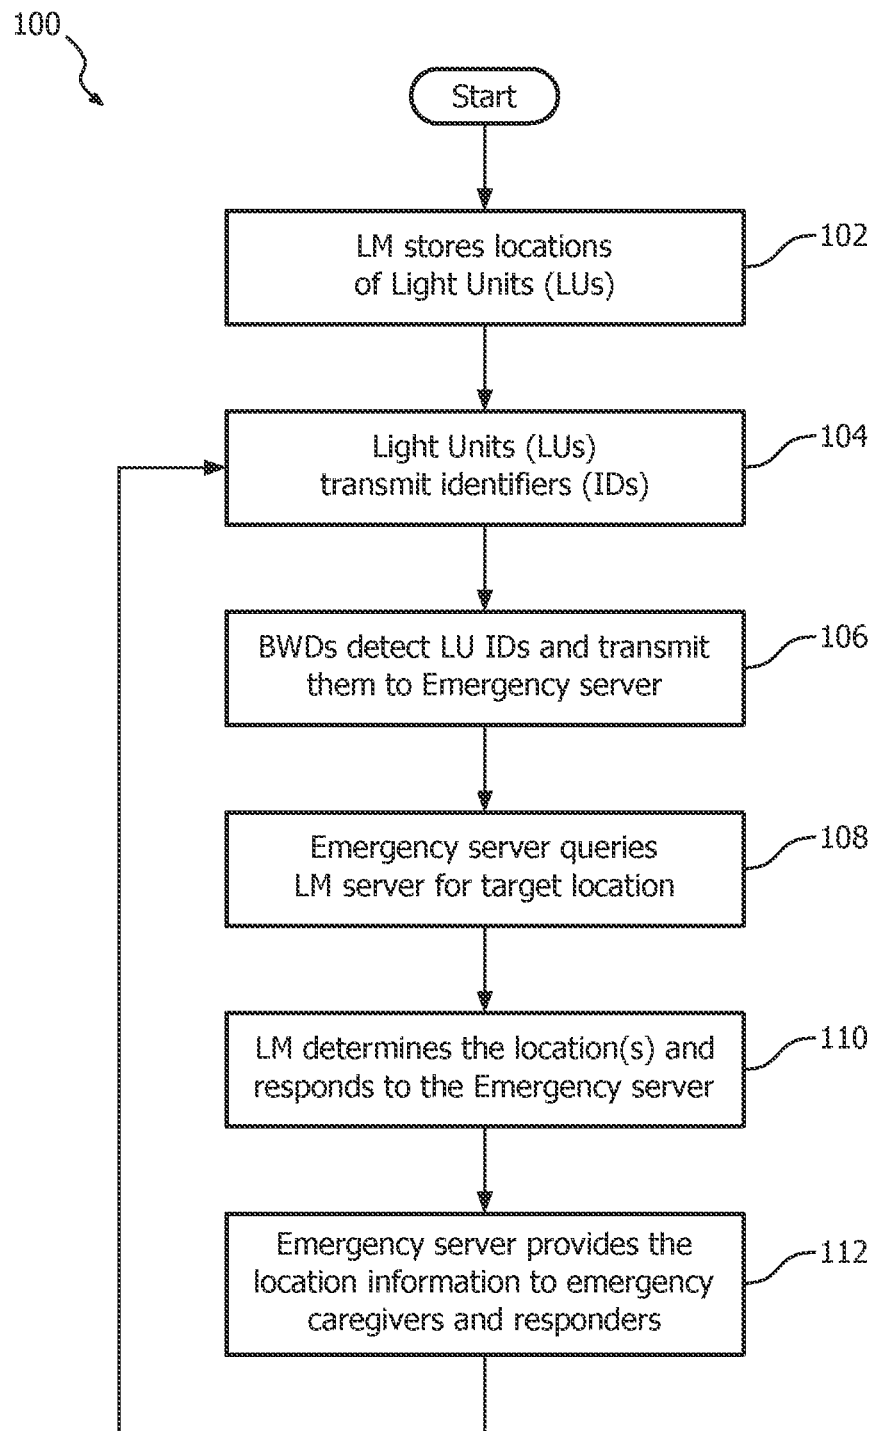 100
Start
LM stores locations
of Light Units (LUs)
102
Light Units (LUs)
transmit identifiers (IDs)
104
BWDs detect LU IDs and transmit
them to Emergency server
106
Emergency server queries
LM server for target location
108
LM determines the location(s) and
responds to the Emergency server
110
Emergency server provides the
location information to emergency
caregivers and responders
112